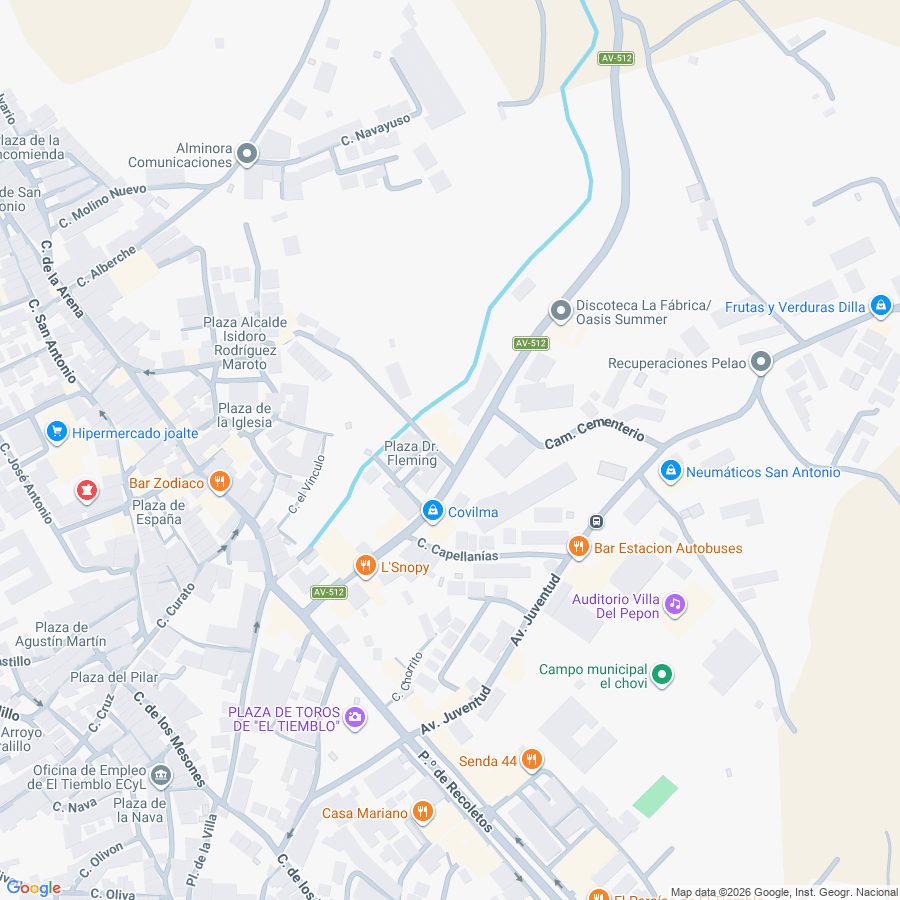 AV-512
C. Navayuso
Alminora
Comunicaciones
Plaza de la
C. Molino Nuevo
C. Alberche
C. de la Arena
C. San Antonio
Discoteca La Fábrica/
Oasis Summer
Frutas y Verduras Dilla
Plaza Alcalde
Isidoro
Rodríguez
Maroto
AV-512
Recuperaciones Pelao
Plaza de
la Iglesia
Hipermercado joalte
Cam. Cementerio
Plaza Dr.
Fleming
C. José Antonio
Bar Zodiaco
C. el Vínculo
Neumáticos San Antonio
Plaza de
España
Covilma
C. Capellanías
Bar Estacion Autobuses
L'Snopy
AV-512
C. Curato
Auditorio Villa
Del Pepon
Av. Juventud
Plaza de
Agustín Martín
Plaza del Pilar
C. Chorrito
Campo municipal
el chovi
C. Cruz
C. de los Mesones
Av. Juventud
PLAZA DE TOROS
DE "EL TIEMBLO"
Arroyo
P.º de Recoletos
Senda 44
Oficina de Empleo
de El Tiemblo ECyL
C. Nava
Plaza de
la Nava
Casa Mariano
Pl. de la Villa
C. Olivon
C. de los
C. Oliva
Google
Map data ©2026 Google, Inst. Geogr. Nacional